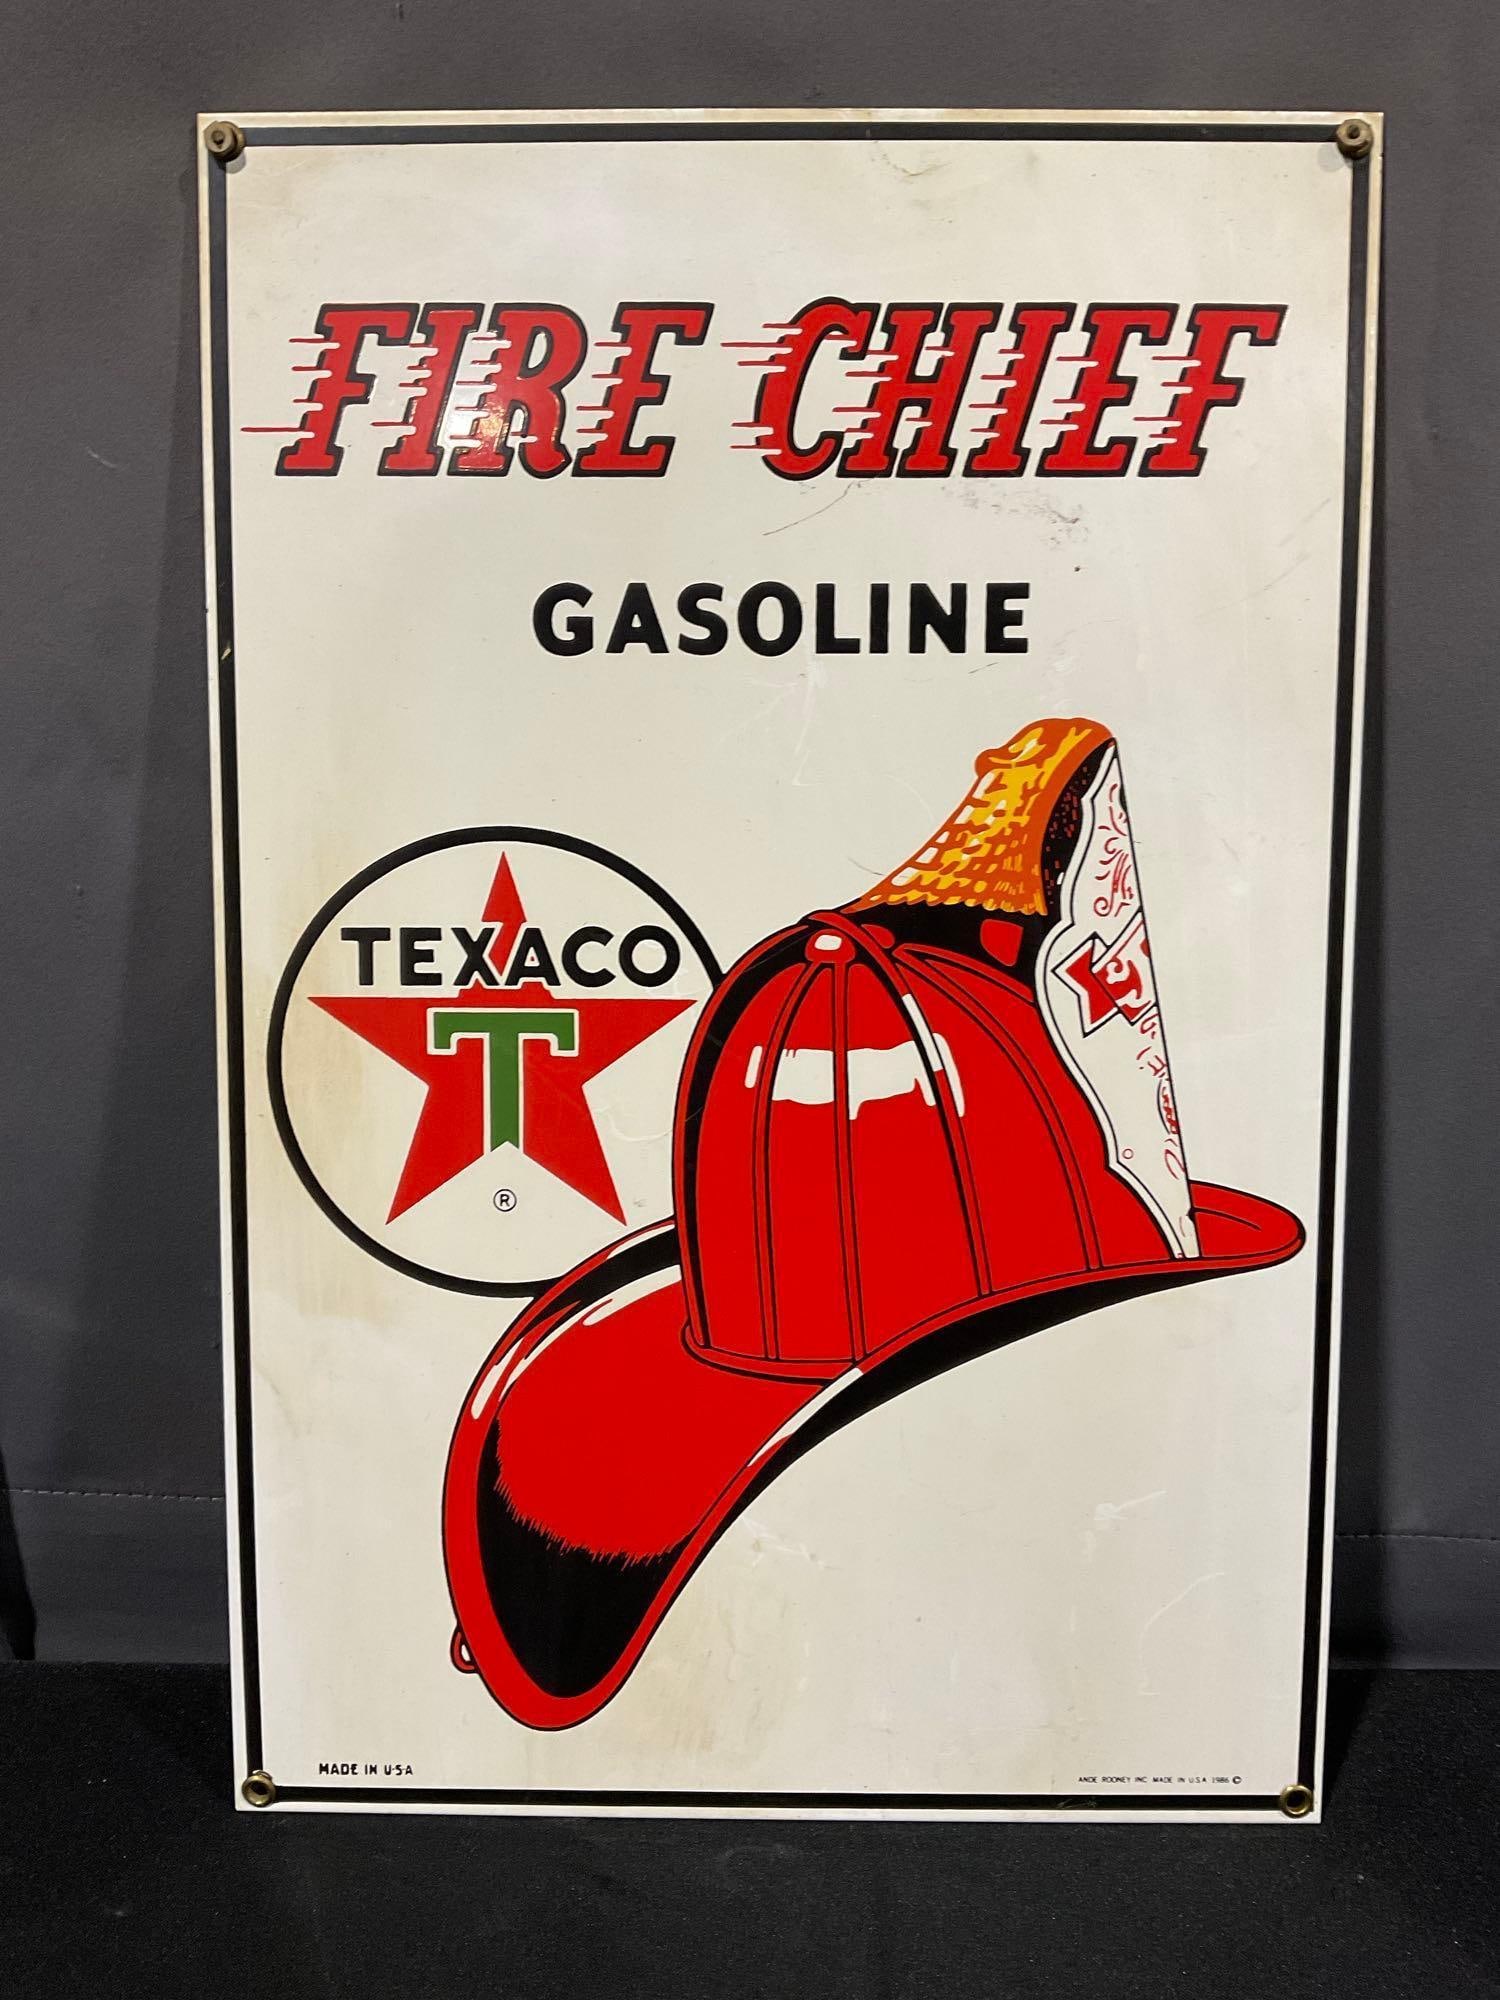 FIRE CHIEF
GASOLINE
TEXACO
T
®
T
MADE IN U·S·A
ANDE ROONEY INC MADE IN U.S.A 1986 ©